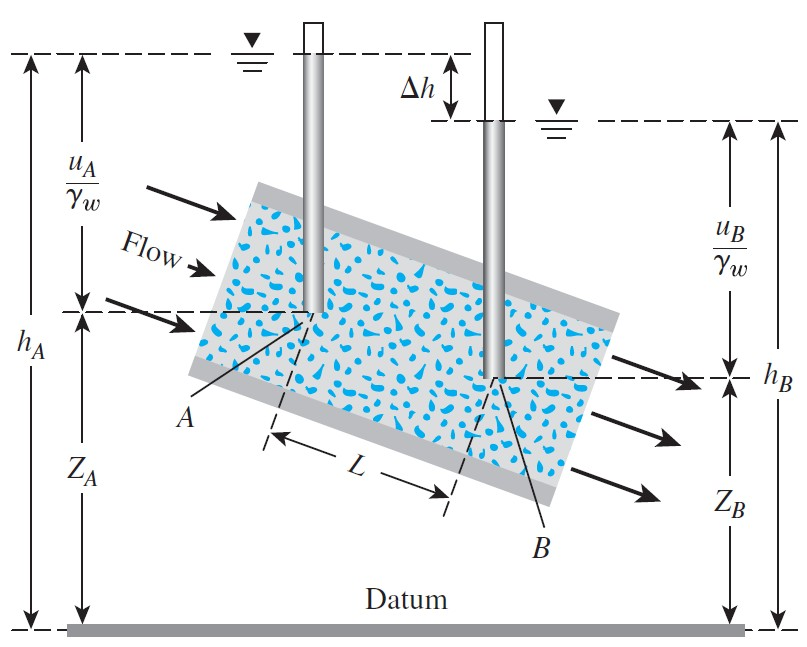 Δh
u_A
γ_w
u_B
γ_w
Flow
h_A
h_B
A
L
Z_A
Z_B
B
Datum